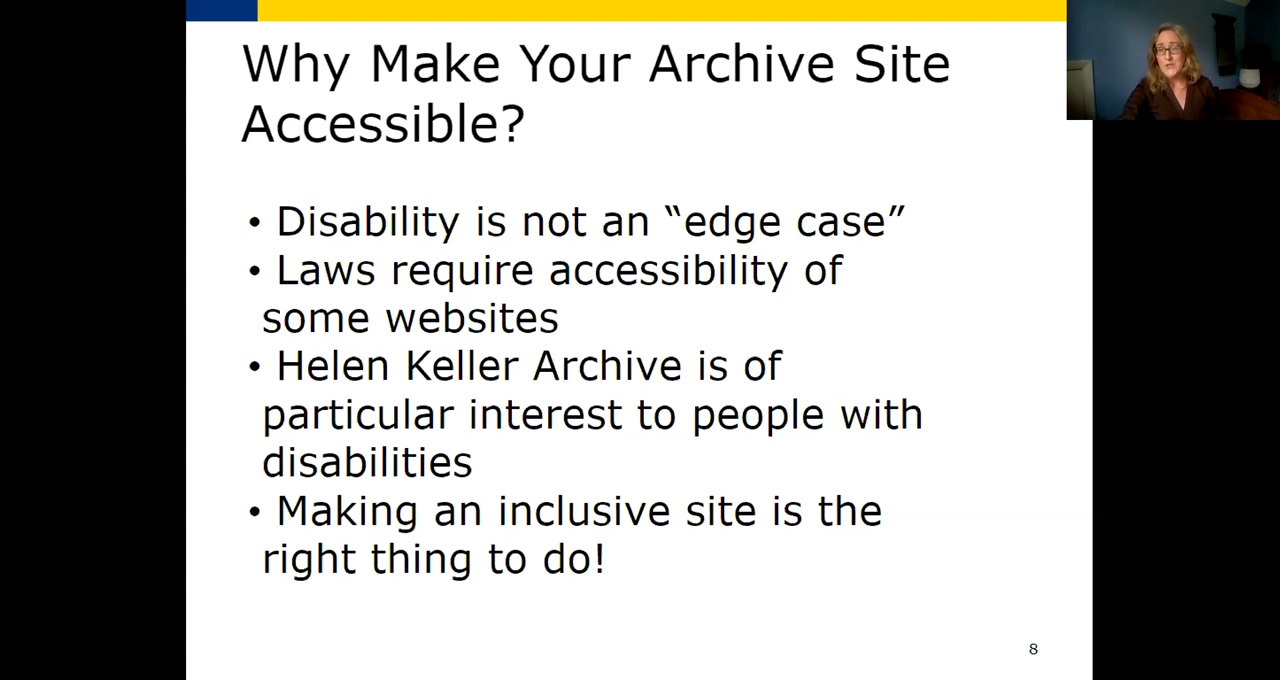 Why Make Your Archive Site
Accessible?
• Disability is not an “edge case”
• Laws require accessibility of
some websites
• Helen Keller Archive is of
particular interest to people with
disabilities
• Making an inclusive site is the
right thing to do!
8